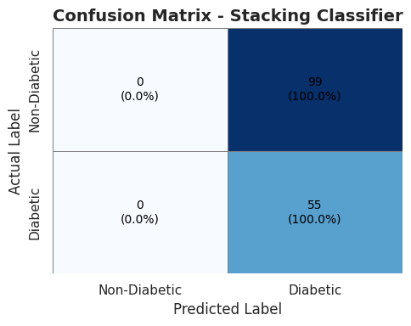 Confusion Matrix - Stacking Classifier
Actual Label
Non-Diabetic
0
(0.0%)
99
(100.0%)
Diabetic
0
(0.0%)
55
(100.0%)
Non-Diabetic
Diabetic
Predicted Label